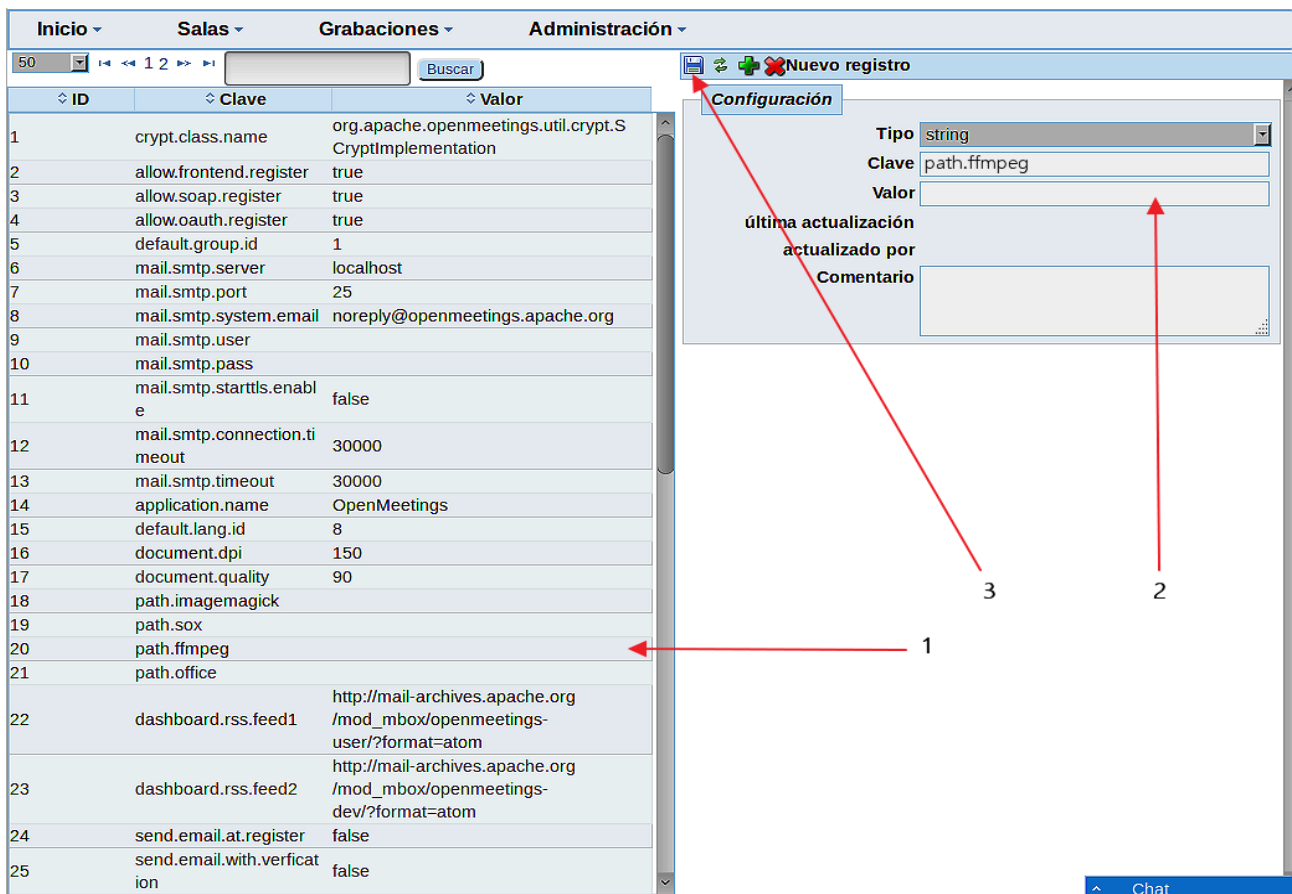 Inicio Salas Grabaciones Administración
50 1 2 Buscar
ID Clave Valor
1 crypt.class.name org.apache.openmeetings.util.crypt.S
CryptImplementation
2 allow.frontend.register true
3 allow.soap.register true
4 allow.oauth.register true
5 default.group.id 1
6 mail.smtp.server localhost
7 mail.smtp.port 25
8 mail.smtp.system.email noreply@openmeetings.apache.org
9 mail.smtp.user
10 mail.smtp.pass
11 mail.smtp.starttls.enabl
e false
12 mail.smtp.connection.ti
meout 30000
13 mail.smtp.timeout 30000
14 application.name OpenMeetings
15 default.lang.id 8
16 document.dpi 150
17 document.quality 90
18 path.imagemagick
19 path.sox
20 path.ffmpeg
21 path.office
22 dashboard.rss.feed1 http://mail-archives.apache.org
/mod_mbox/openmeetings-
user/?format=atom
23 dashboard.rss.feed2 http://mail-archives.apache.org
/mod_mbox/openmeetings-
dev/?format=atom
24 send.email.at.register false
25 send.email.with.verficat
ion false
Nuevo registro
Configuración
Tipo string
Clave path.ffmpeg
Valor
última actualización
actualizado por
Comentario
3 2
1
Chat